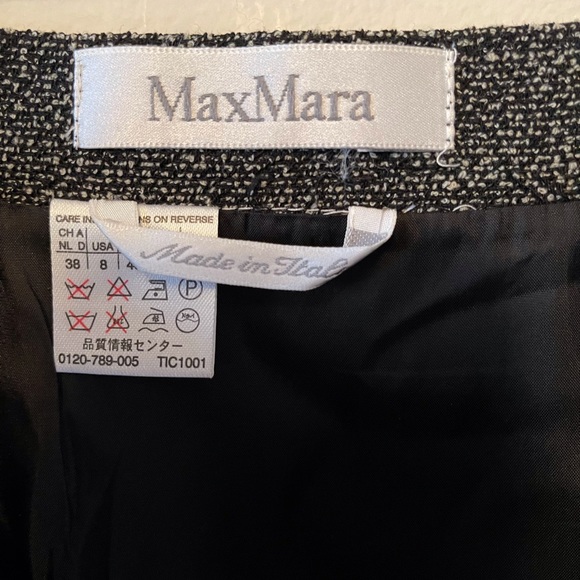 MaxMara
CARE IN NS ON REVERSE
CH A
NL D USA
38 8 4
Made in Ital
P
品質情報センター
0120-789-005 TIC1001